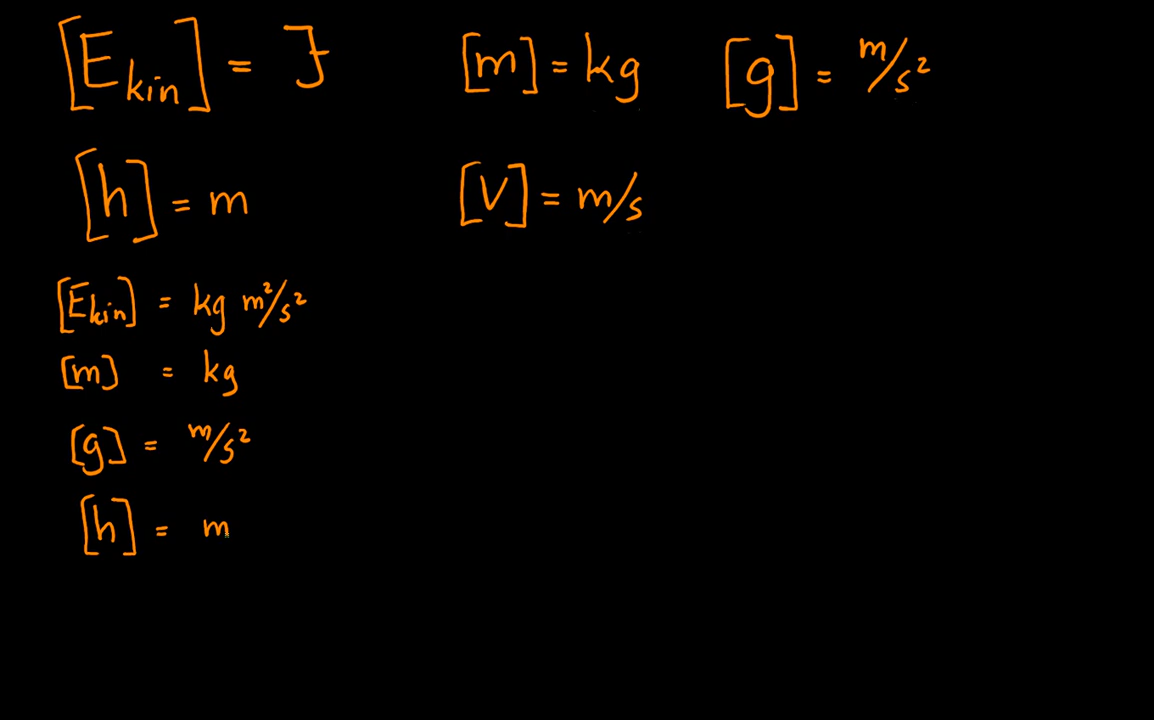 [E_kin] = J [m] = kg [g] = m/s²
[h] = m [V] = m/s
[E_kin] = kg m²/s²
[m] = kg
[g] = m/s²
[h] = m